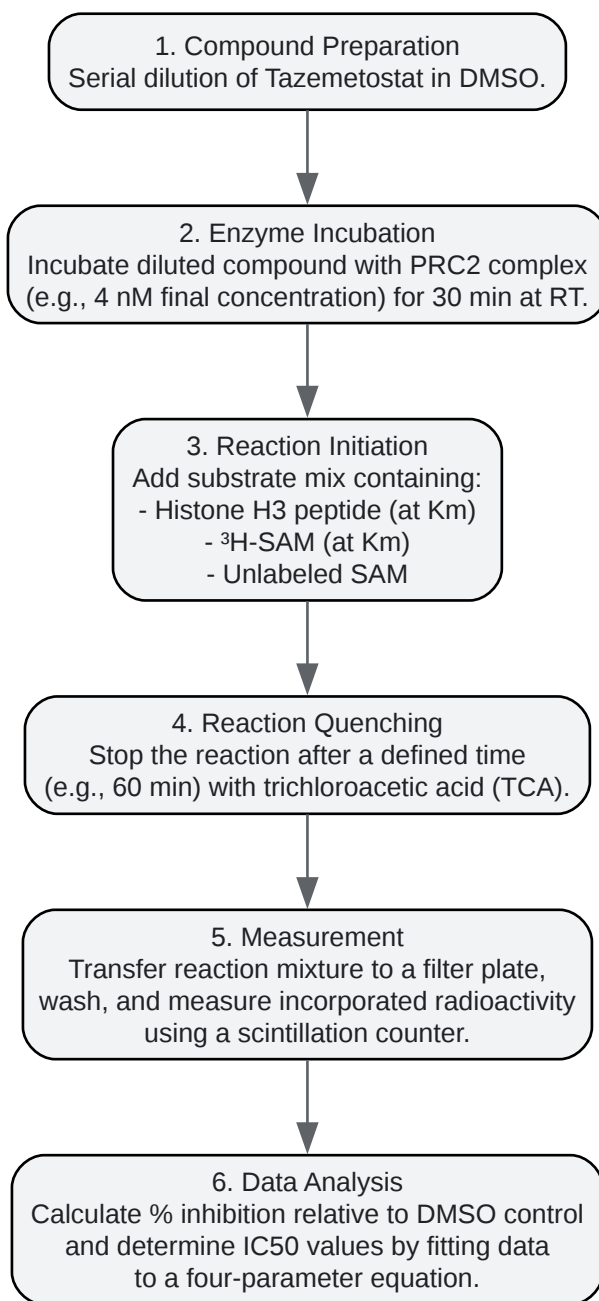 1. Compound Preparation
Serial dilution of Tazemetostat in DMSO.
2. Enzyme Incubation
Incubate diluted compound with PRC2 complex
(e.g., 4 nM final concentration) for 30 min at RT.
3. Reaction Initiation
Add substrate mix containing:
- Histone H3 peptide (at Km)
- ³H-SAM (at Km)
- Unlabeled SAM
4. Reaction Quenching
Stop the reaction after a defined time
(e.g., 60 min) with trichloroacetic acid (TCA).
5. Measurement
Transfer reaction mixture to a filter plate,
wash, and measure incorporated radioactivity
using a scintillation counter.
6. Data Analysis
Calculate % inhibition relative to DMSO control
and determine IC50 values by fitting data
to a four-parameter equation.